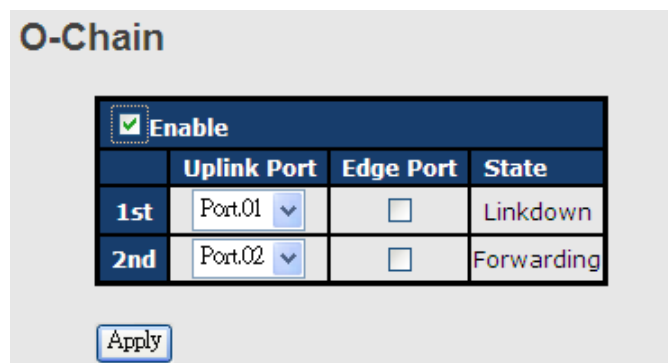 O-Chain
Enable
Uplink Port Edge Port State
1st Port.01 Linkdown
2nd Port.02 Forwarding
Apply